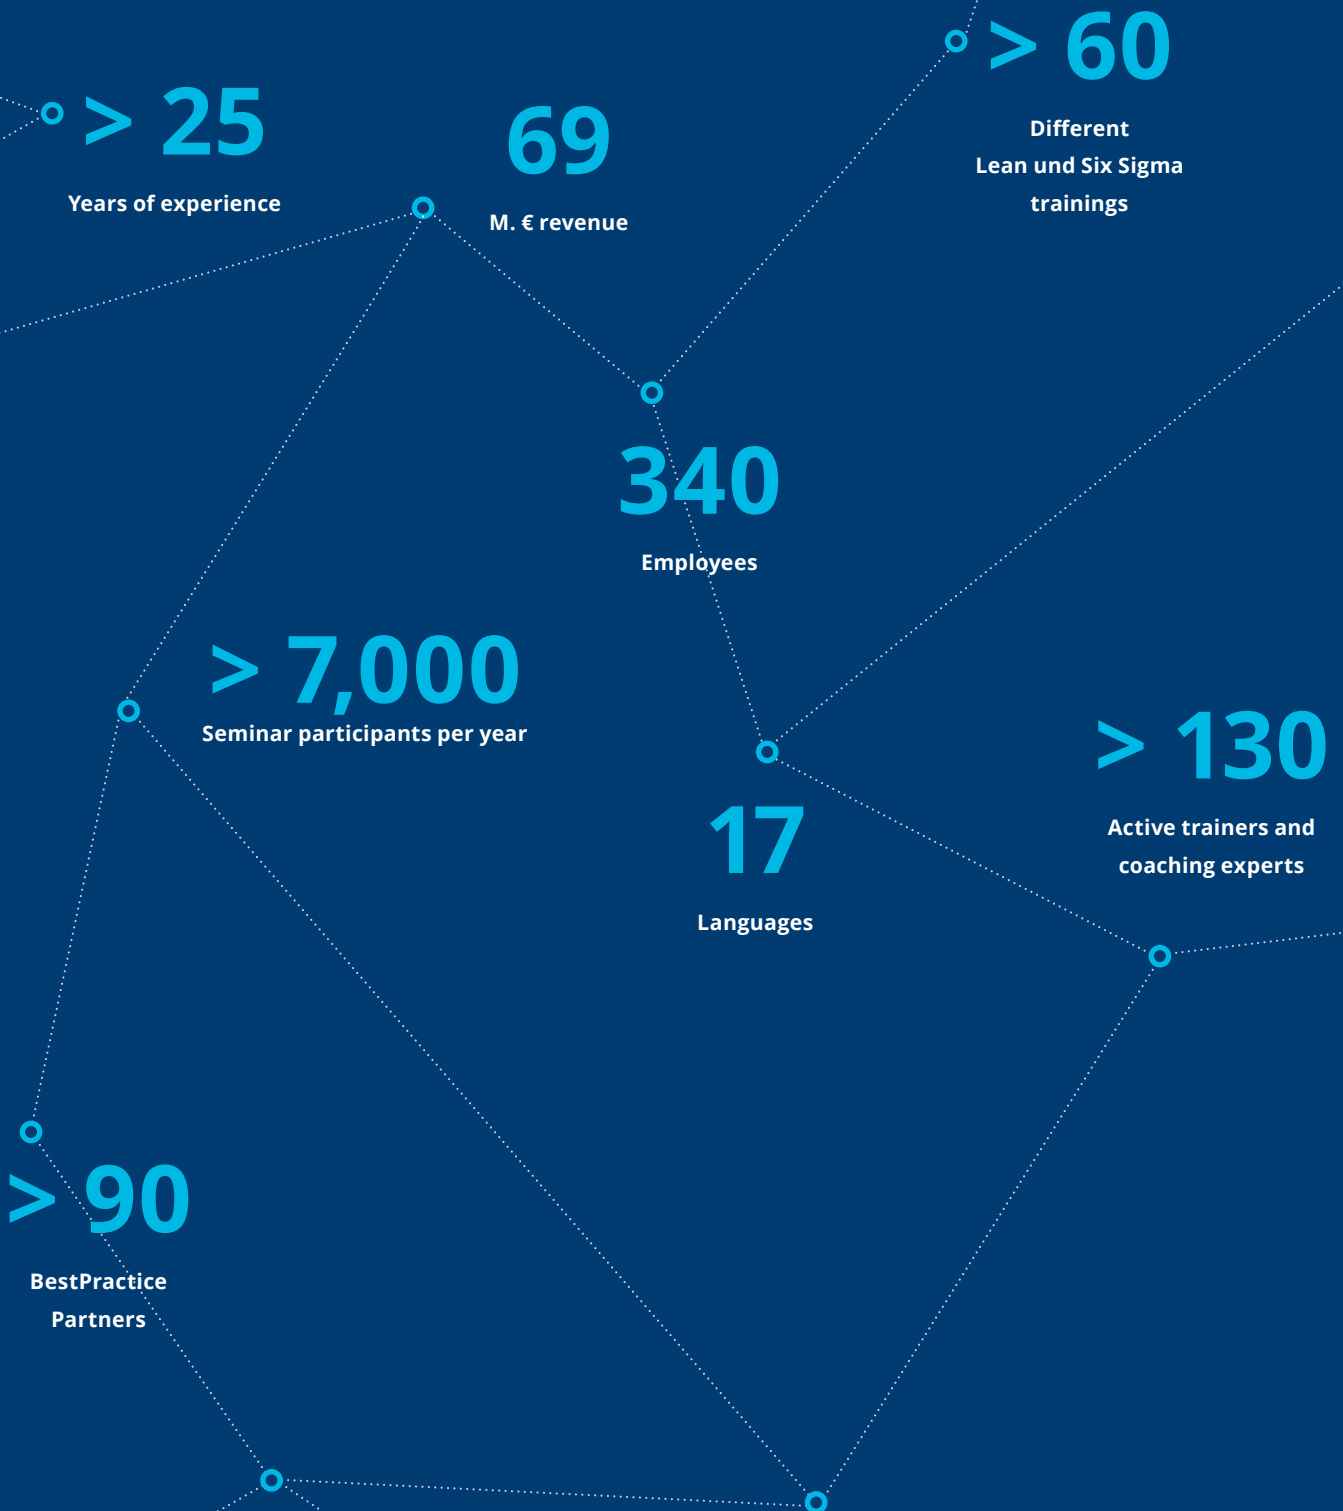 > 25
Years of experience
69
M. € revenue
> 60
Different
Lean und Six Sigma
trainings
340
Employees
> 7,000
Seminar participants per year
17
Languages
> 130
Active trainers and
coaching experts
> 90
BestPractice
Partners